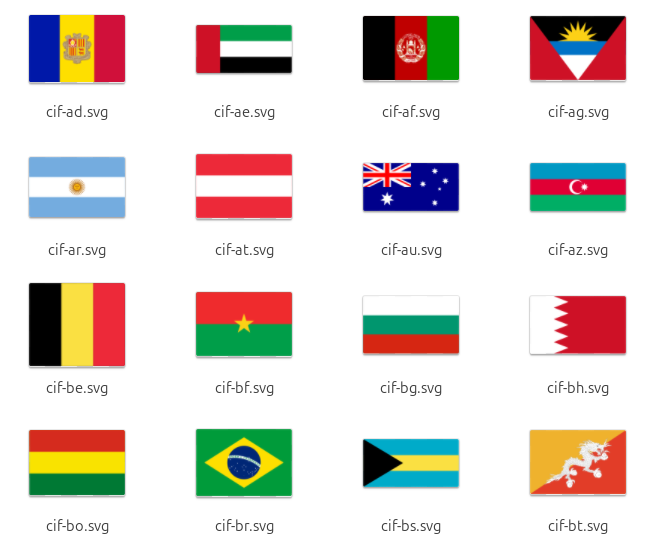 cif-ad.svg
cif-ae.svg
cif-af.svg
cif-ag.svg
cif-ar.svg
cif-at.svg
cif-au.svg
cif-az.svg
cif-be.svg
cif-bf.svg
cif-bg.svg
cif-bh.svg
cif-bo.svg
cif-br.svg
cif-bs.svg
cif-bt.svg